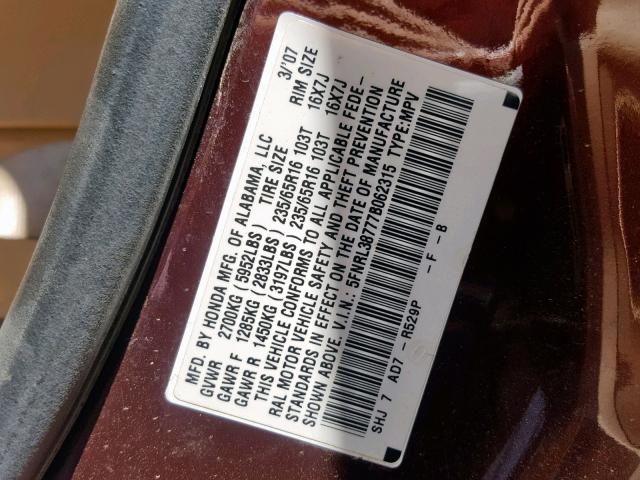 MFD. BY HONDA MFG. OF ALABAMA, LLC 3/'07
GVWR 2700KG (5952LBS) TIRE SIZE RIM SIZE
GAWR F 1285KG (2833LBS) 235/65R16 103T 16X7J
GAWR R 1450KG (3197LBS) 235/65R16 103T 16X7J
THIS VEHICLE CONFORMS TO ALL APPLICABLE FEDE-
RAL MOTOR VEHICLE SAFETY AND THEFT PREVENTION
STANDARDS IN EFFECT ON THE DATE OF MANUFACTURE
SHOWN ABOVE. V.I.N.: 5FNRL38777B062315 TYPE:MPV
SHJ 7 AD7 - R529P - F - B